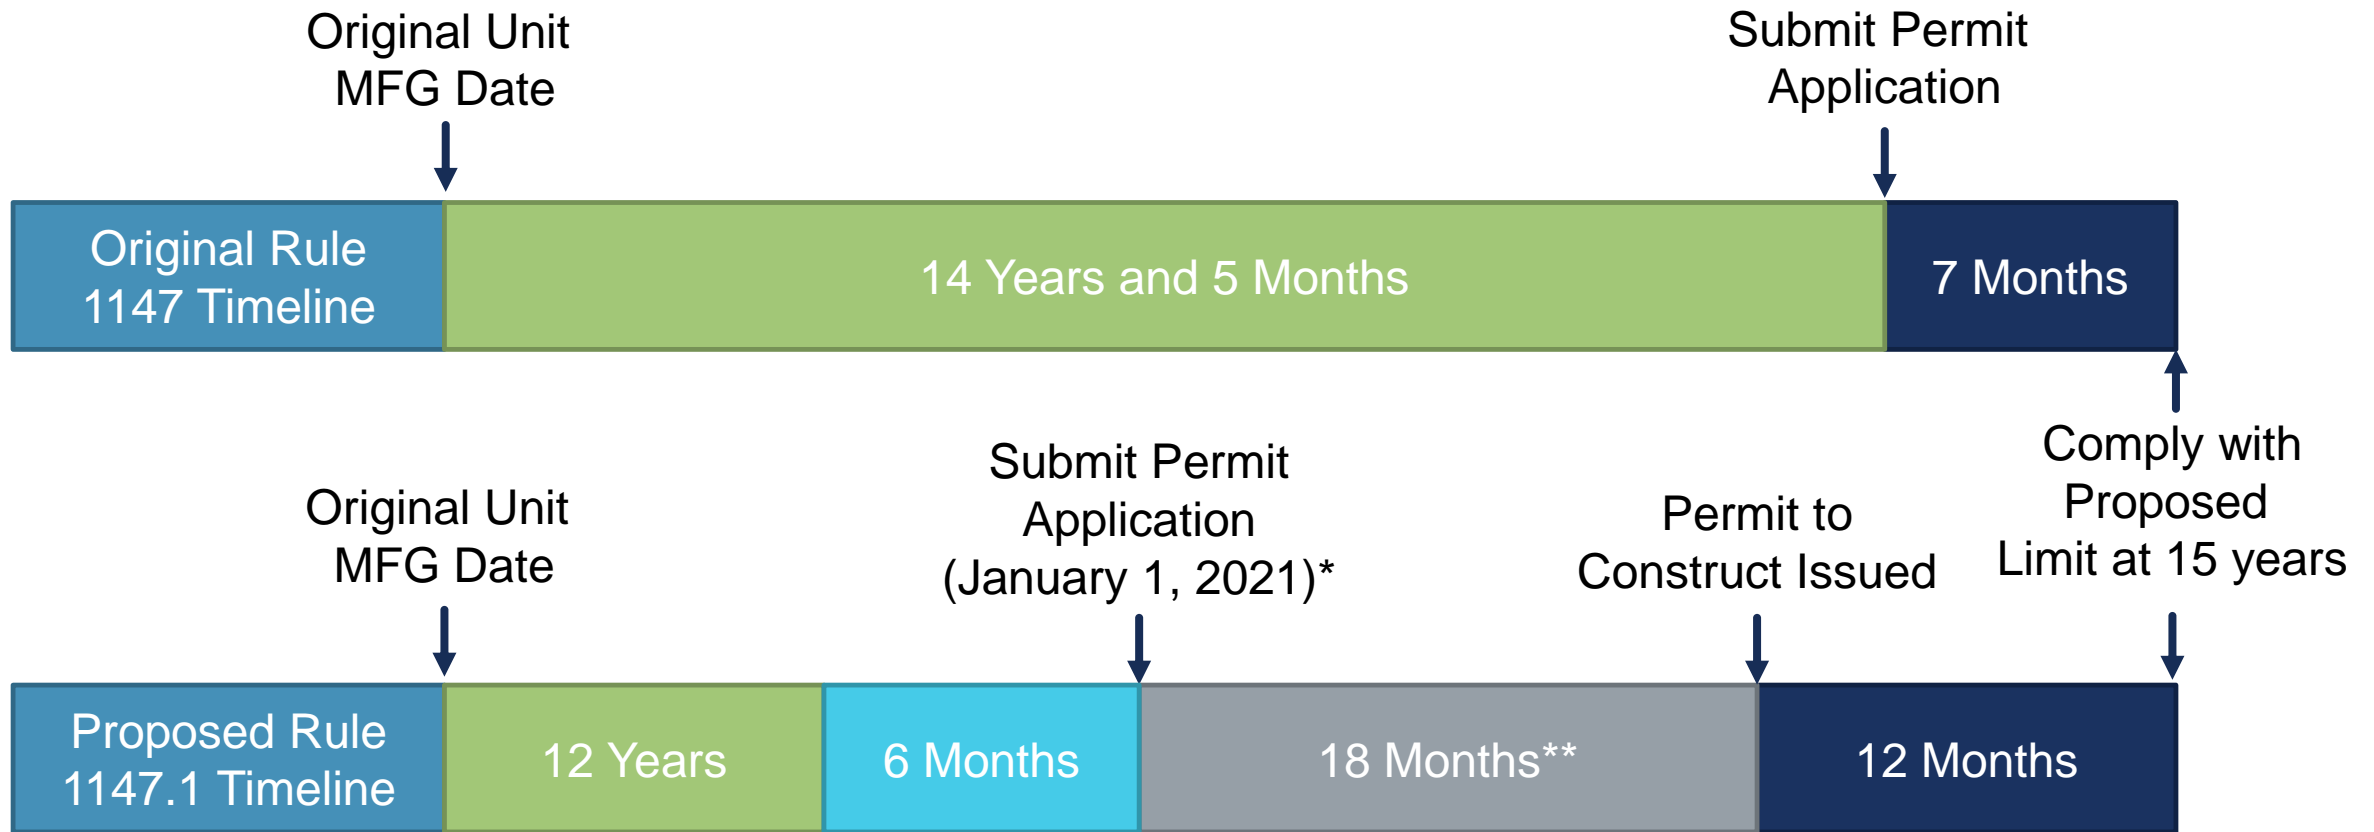 Original Unit
MFG Date
Submit Permit
Application
Original Rule
1147 Timeline
14 Years and 5 Months
7 Months
Comply with
Proposed
Limit at 15 years
Original Unit
MFG Date
Submit Permit
Application
(January 1, 2021)*
Permit to
Construct Issued
Proposed Rule
1147.1 Timeline
12 Years
6 Months
18 Months**
12 Months